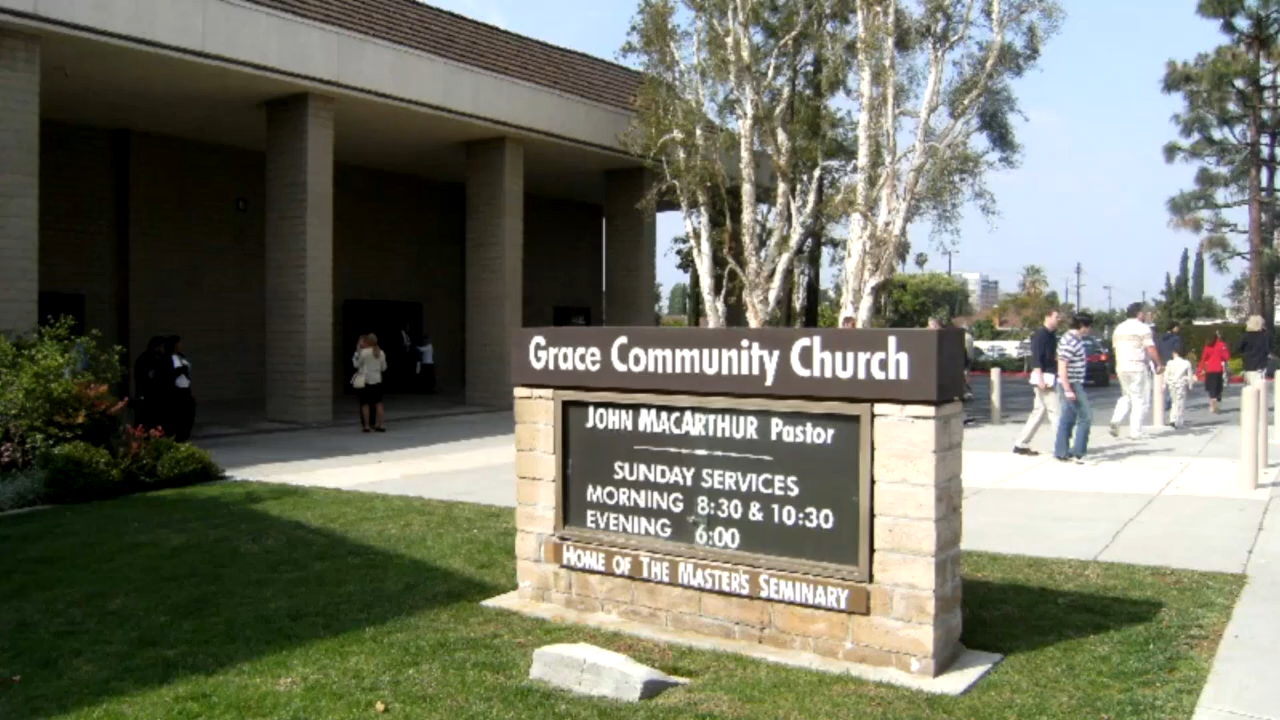 Grace Community Church
JOHN MACARTHUR Pastor
SUNDAY SERVICES
MORNING 8:30 & 10:30
EVENING 6:00
HOME OF THE MASTER'S SEMINARY